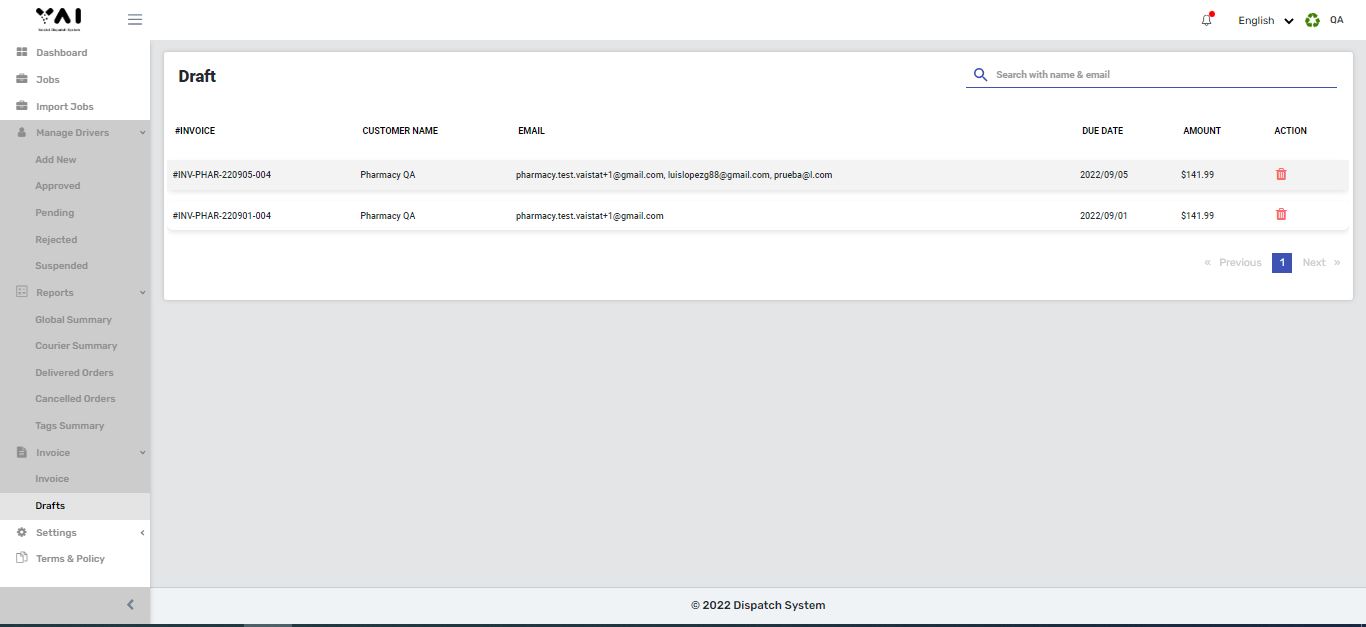 YAI
English
QA
Dashboard
Jobs
Import Jobs
Manage Drivers
Add New
Approved
Pending
Rejected
Suspended
Reports
Global Summary
Courier Summary
Delivered Orders
Cancelled Orders
Tags Summary
Invoice
Invoice
Drafts
Settings
Terms & Policy
Draft
Search with name & email
#INVOICE CUSTOMER NAME EMAIL DUE DATE AMOUNT ACTION
#INV-PHAR-220905-004 Pharmacy QA pharmacy.test.vaistat+1@gmail.com, luislopezg88@gmail.com, prueba@l.com 2022/09/05 $141.99
#INV-PHAR-220901-004 Pharmacy QA pharmacy.test.vaistat+1@gmail.com 2022/09/01 $141.99
« Previous 1 Next »
© 2022 Dispatch System